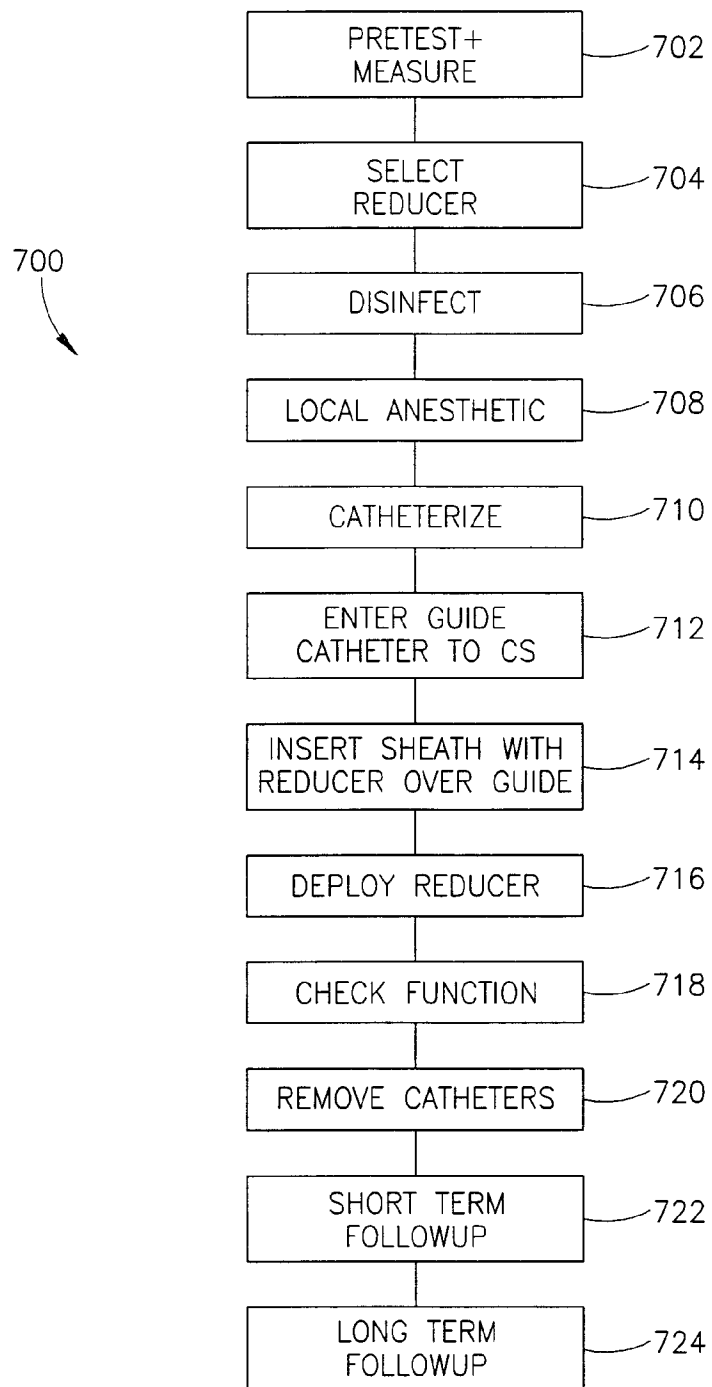 PRETEST+
MEASURE
702
SELECT
REDUCER
704
700
DISINFECT
706
LOCAL ANESTHETIC
708
CATHETERIZE
710
ENTER GUIDE
CATHETER TO CS
712
INSERT SHEATH WITH
REDUCER OVER GUIDE
714
DEPLOY REDUCER
716
CHECK FUNCTION
718
REMOVE CATHETERS
720
SHORT TERM
FOLLOWUP
722
LONG TERM
FOLLOWUP
724